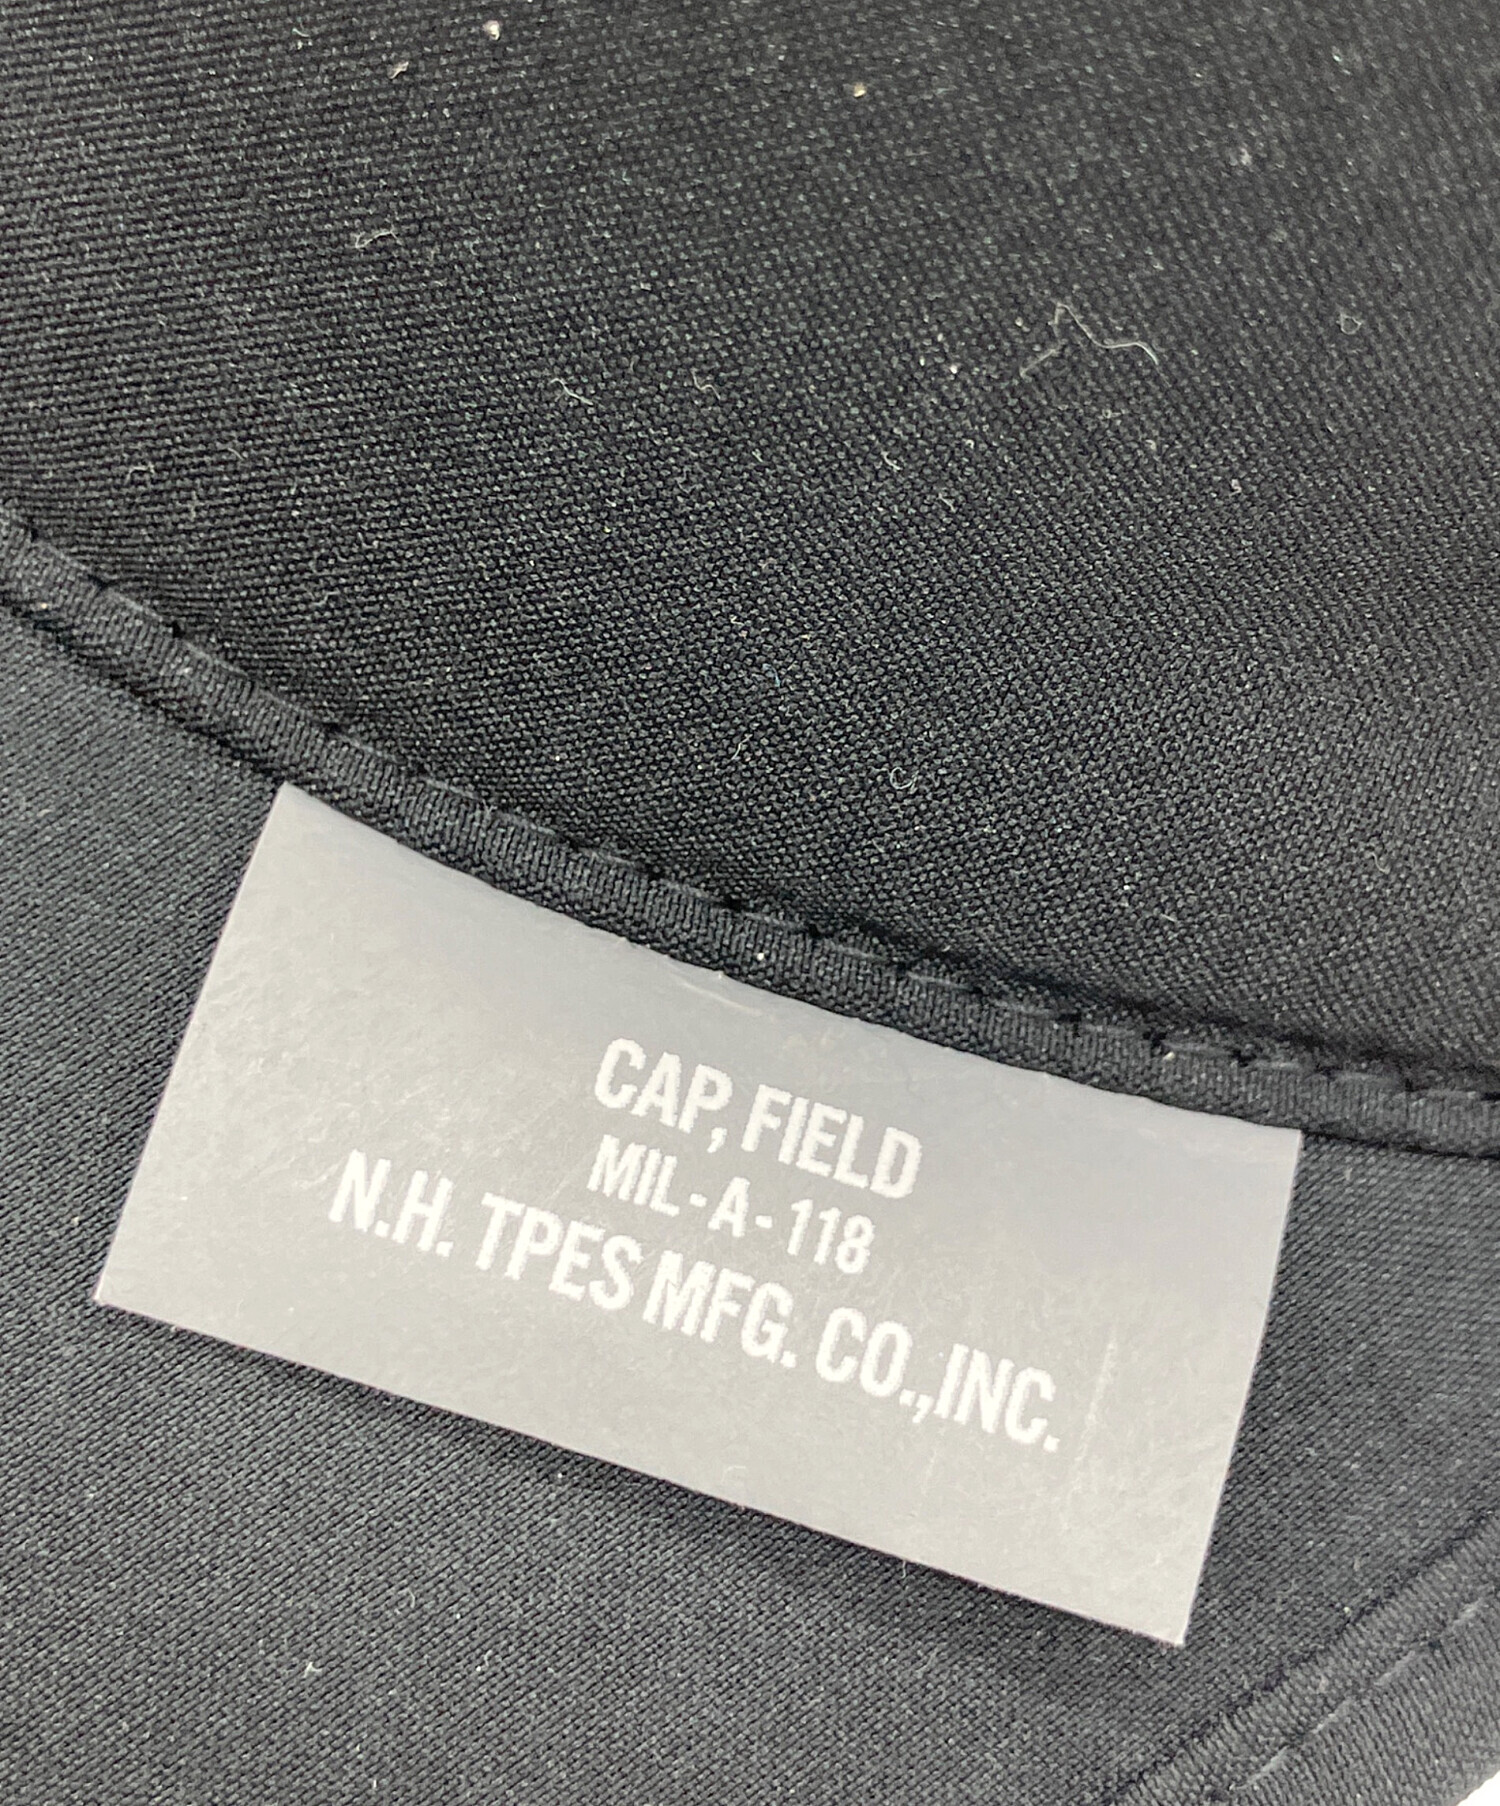 CAP, FIELD
MIL-A-118
N.H. TPES MFG. CO.,INC.